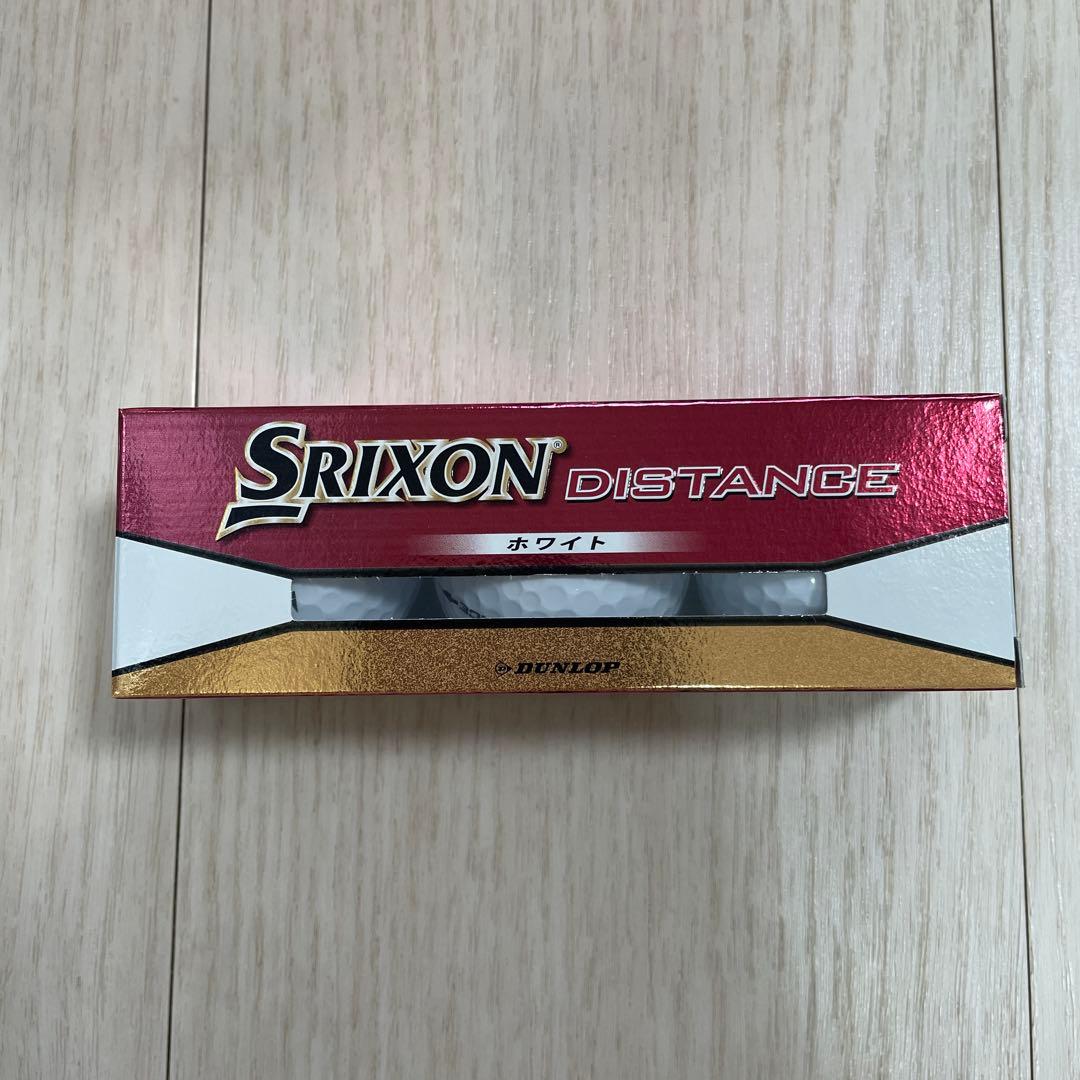 SRIXON® DISTANCE
ホワイト
DUNLOP